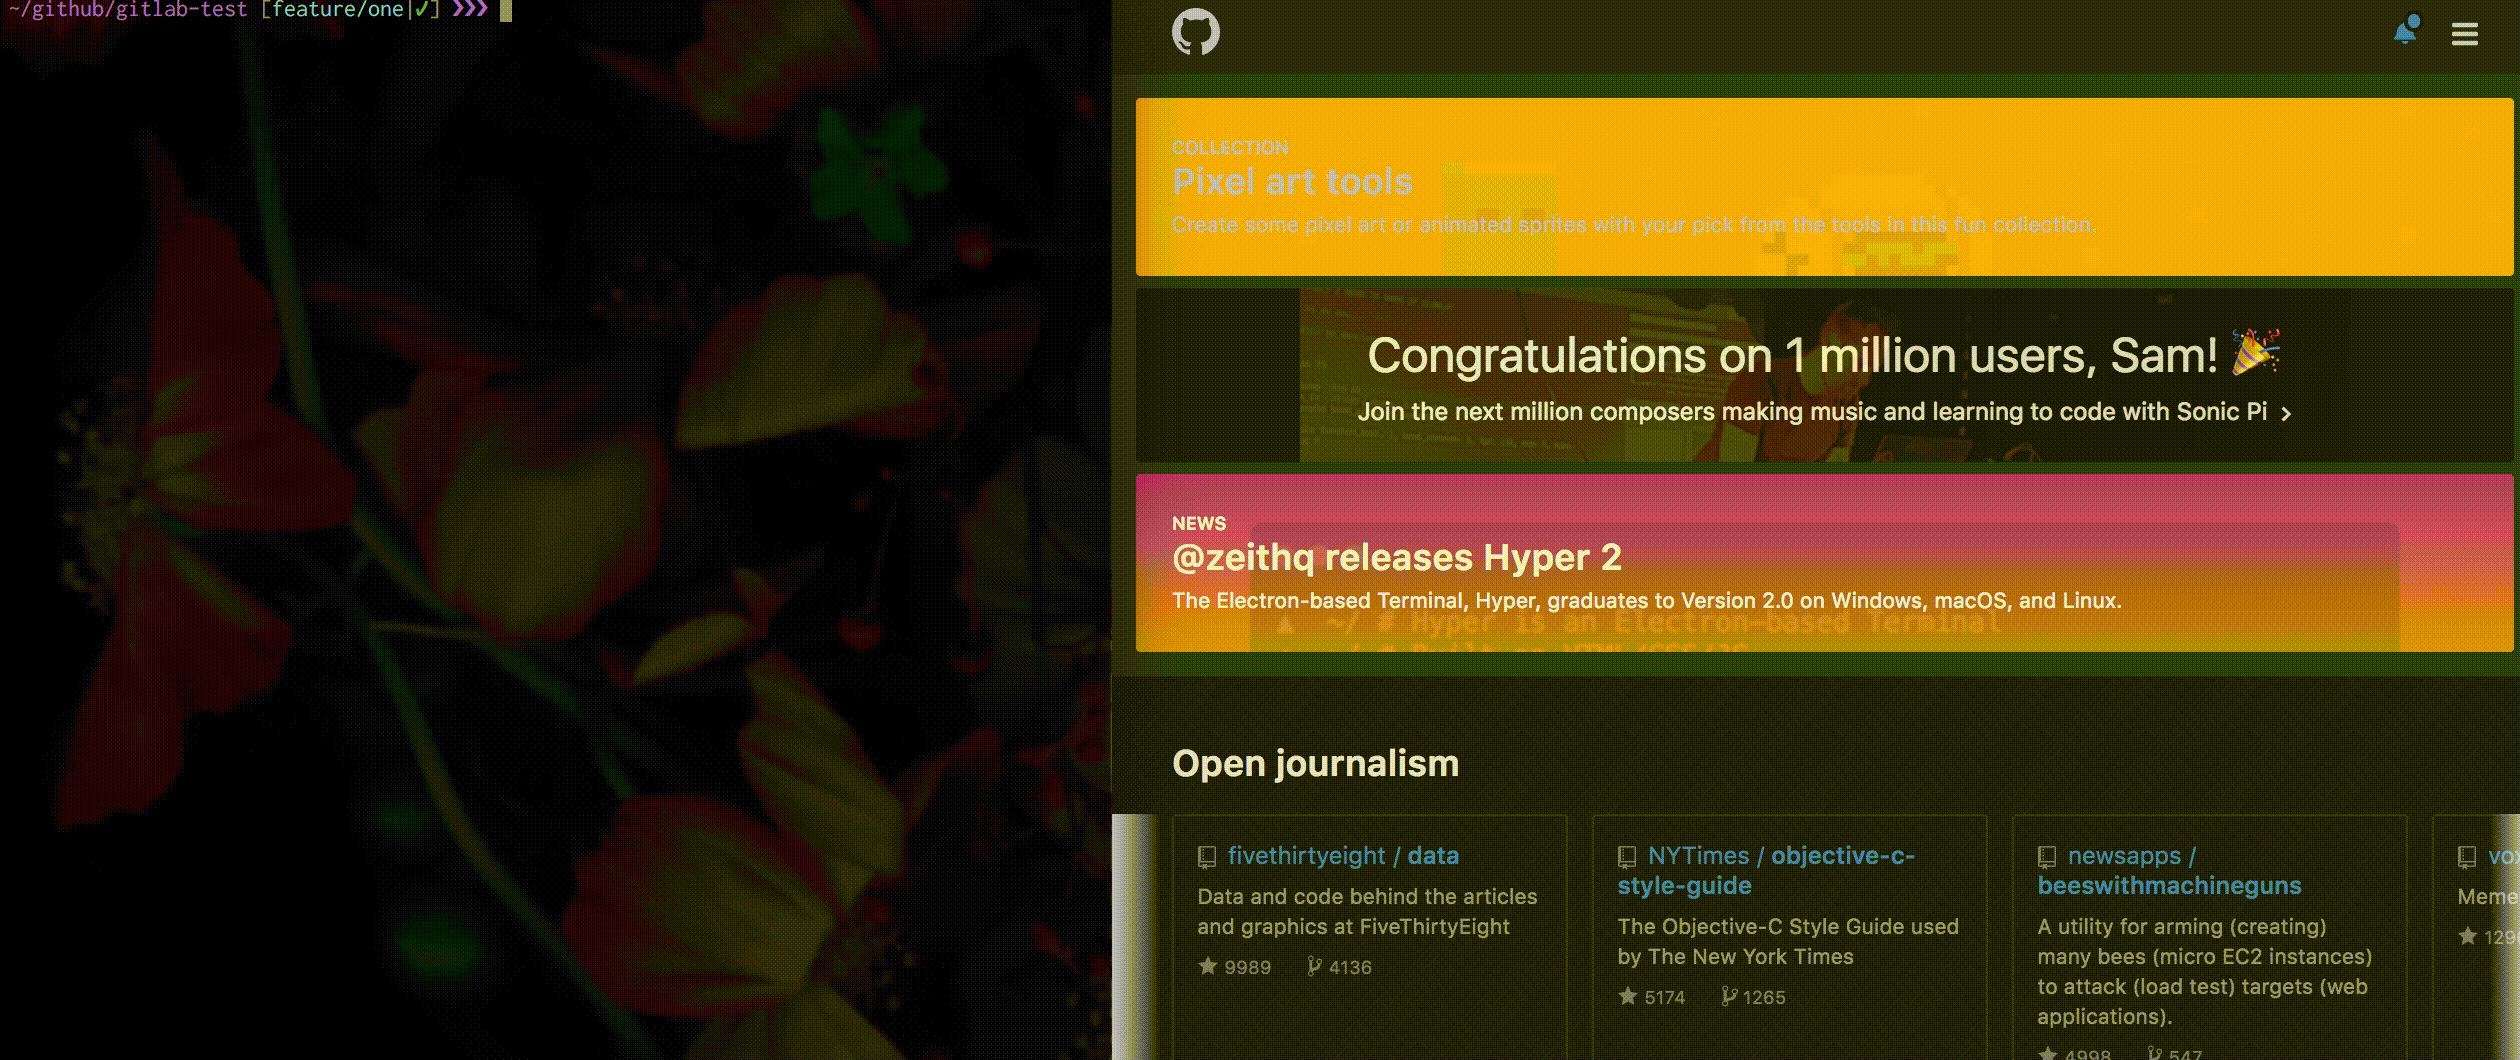 ~/github/gitlab-test [feature/one|✓] ❯❯❯
COLLECTION
Pixel art tools
Create some pixel art or animated sprites with your pick from the tools in this fun collection.
Congratulations on 1 million users, Sam! 🎉
Join the next million composers making music and learning to code with Sonic Pi ›
NEWS
@zeithq releases Hyper 2
The Electron-based Terminal, Hyper, graduates to Version 2.0 on Windows, macOS, and Linux.
▲ ~/ # Hyper is an Electron-based Terminal
Open journalism
fivethirtyeight / data
Data and code behind the articles
and graphics at FiveThirtyEight
9989 4136
NYTimes / objective-c-
style-guide
The Objective-C Style Guide used
by The New York Times
5174 1265
newsapps /
beeswithmachineguns
A utility for arming (creating)
many bees (micro EC2 instances)
to attack (load test) targets (web
applications).
4998 547
vo
Meme
129